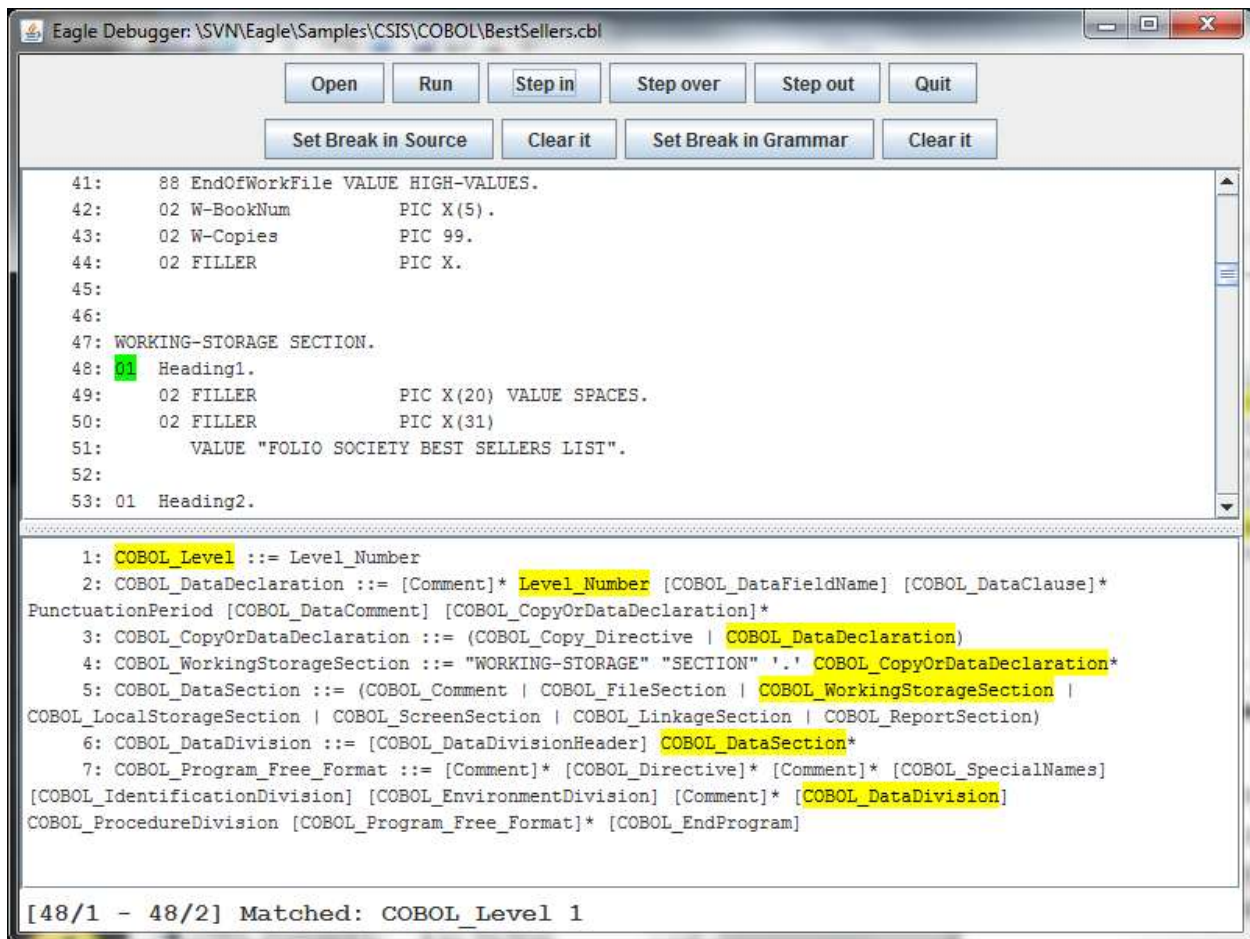 Eagle Debugger: \SVN\Eagle\Samples\CSIS\COBOL\BestSellers.cbl
Open Run Step in Step over Step out Quit
Set Break in Source Clear it Set Break in Grammar Clear it
41: 88 EndOfWorkFile VALUE HIGH-VALUES.
42: 02 W-BookNum PIC X(5).
43: 02 W-Copies PIC 99.
44: 02 FILLER PIC X.
45:
46:
47: WORKING-STORAGE SECTION.
48: 01 Heading1.
49: 02 FILLER PIC X(20) VALUE SPACES.
50: 02 FILLER PIC X(31)
51: VALUE "FOLIO SOCIETY BEST SELLERS LIST".
52:
53: 01 Heading2.
1: COBOL_Level ::= Level_Number
2: COBOL_DataDeclaration ::= [Comment]* Level_Number [COBOL_DataFieldName] [COBOL_DataClause]*
PunctuationPeriod [COBOL_DataComment] [COBOL_CopyOrDataDeclaration]*
3: COBOL_CopyOrDataDeclaration ::= (COBOL_Copy_Directive | COBOL_DataDeclaration)
4: COBOL_WorkingStorageSection ::= "WORKING-STORAGE" "SECTION" '.' COBOL_CopyOrDataDeclaration*
5: COBOL_DataSection ::= (COBOL_Comment | COBOL_FileSection | COBOL_WorkingStorageSection |
COBOL_LocalStorageSection | COBOL_ScreenSection | COBOL_LinkageSection | COBOL_ReportSection)
6: COBOL_DataDivision ::= [COBOL_DataDivisionHeader] COBOL_DataSection*
7: COBOL_Program_Free_Format ::= [Comment]* [COBOL_Directive]* [Comment]* [COBOL_SpecialNames]
[COBOL_IdentificationDivision] [COBOL_EnvironmentDivision] [Comment]* [COBOL_DataDivision]
COBOL_ProcedureDivision [COBOL_Program_Free_Format]* [COBOL_EndProgram]
[48/1 - 48/2] Matched: COBOL_Level 1